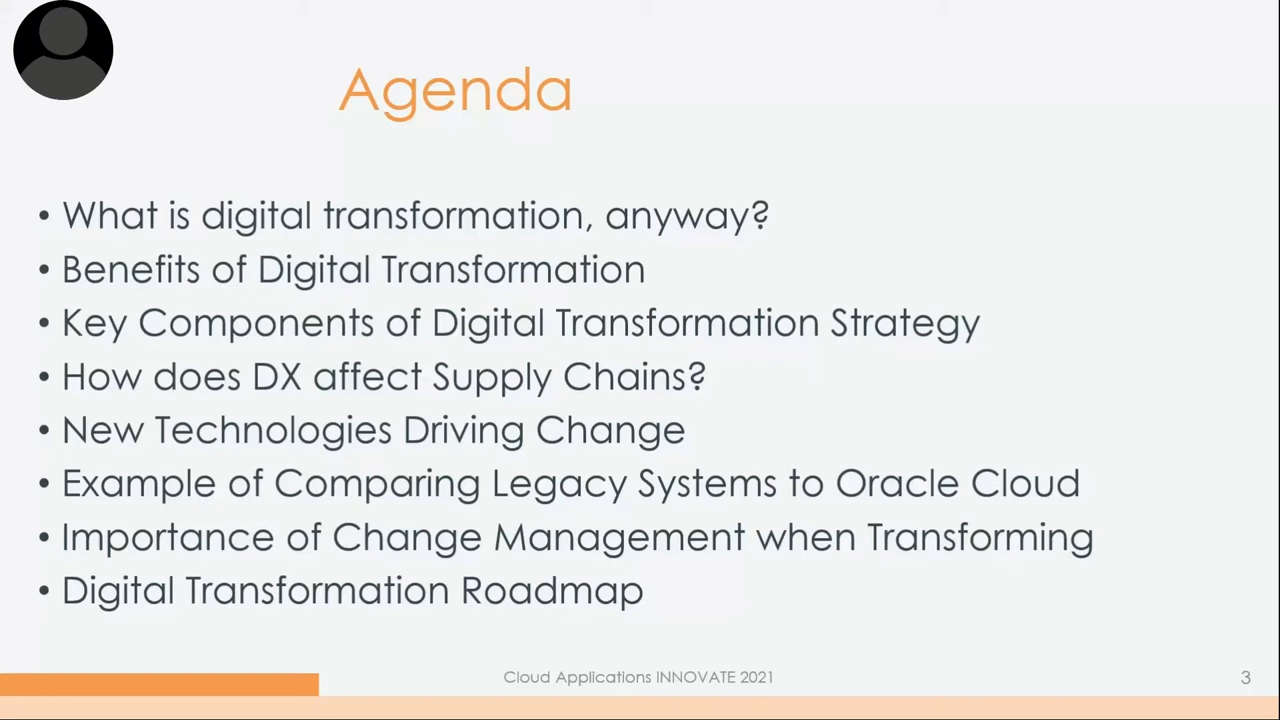 Agenda
• What is digital transformation, anyway?
• Benefits of Digital Transformation
• Key Components of Digital Transformation Strategy
• How does DX affect Supply Chains?
• New Technologies Driving Change
• Example of Comparing Legacy Systems to Oracle Cloud
• Importance of Change Management when Transforming
• Digital Transformation Roadmap
Cloud Applications INNOVATE 2021
3